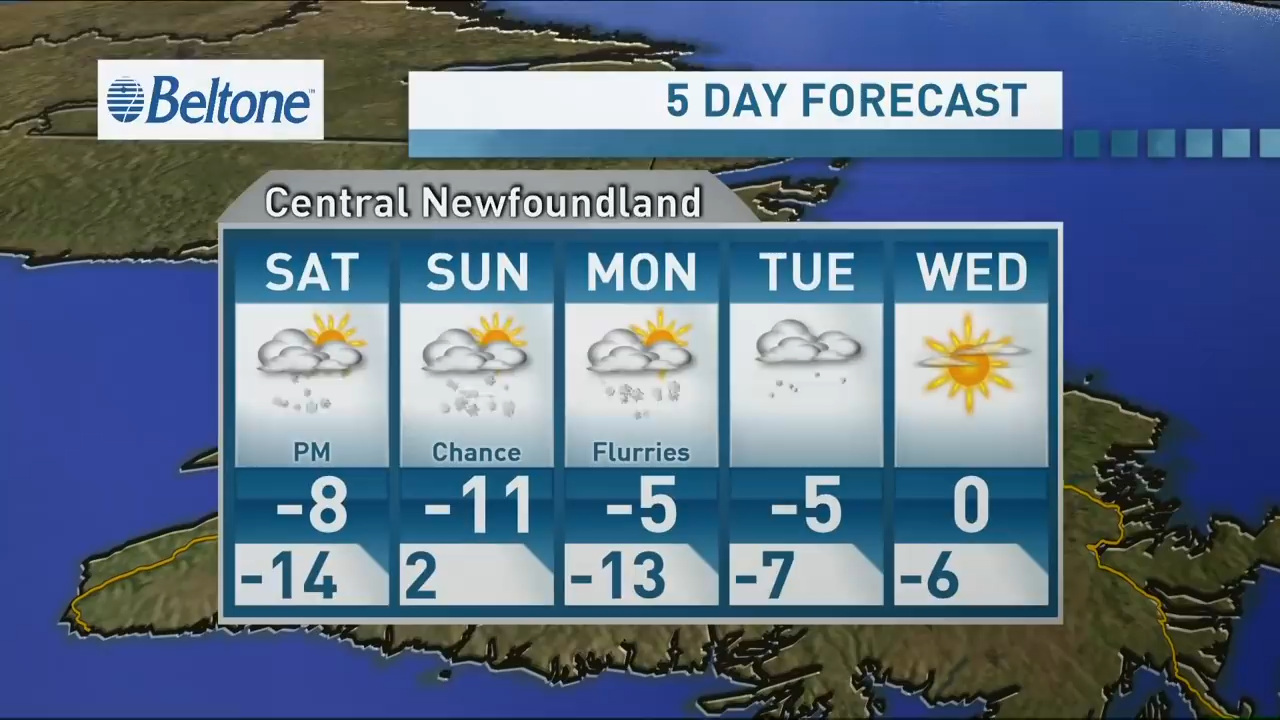 Beltone™
5 DAY FORECAST
Central Newfoundland
SAT SUN MON TUE WED
PM Chance Flurries
-8 -11 -5 -5 0
-14 2 -13 -7 -6